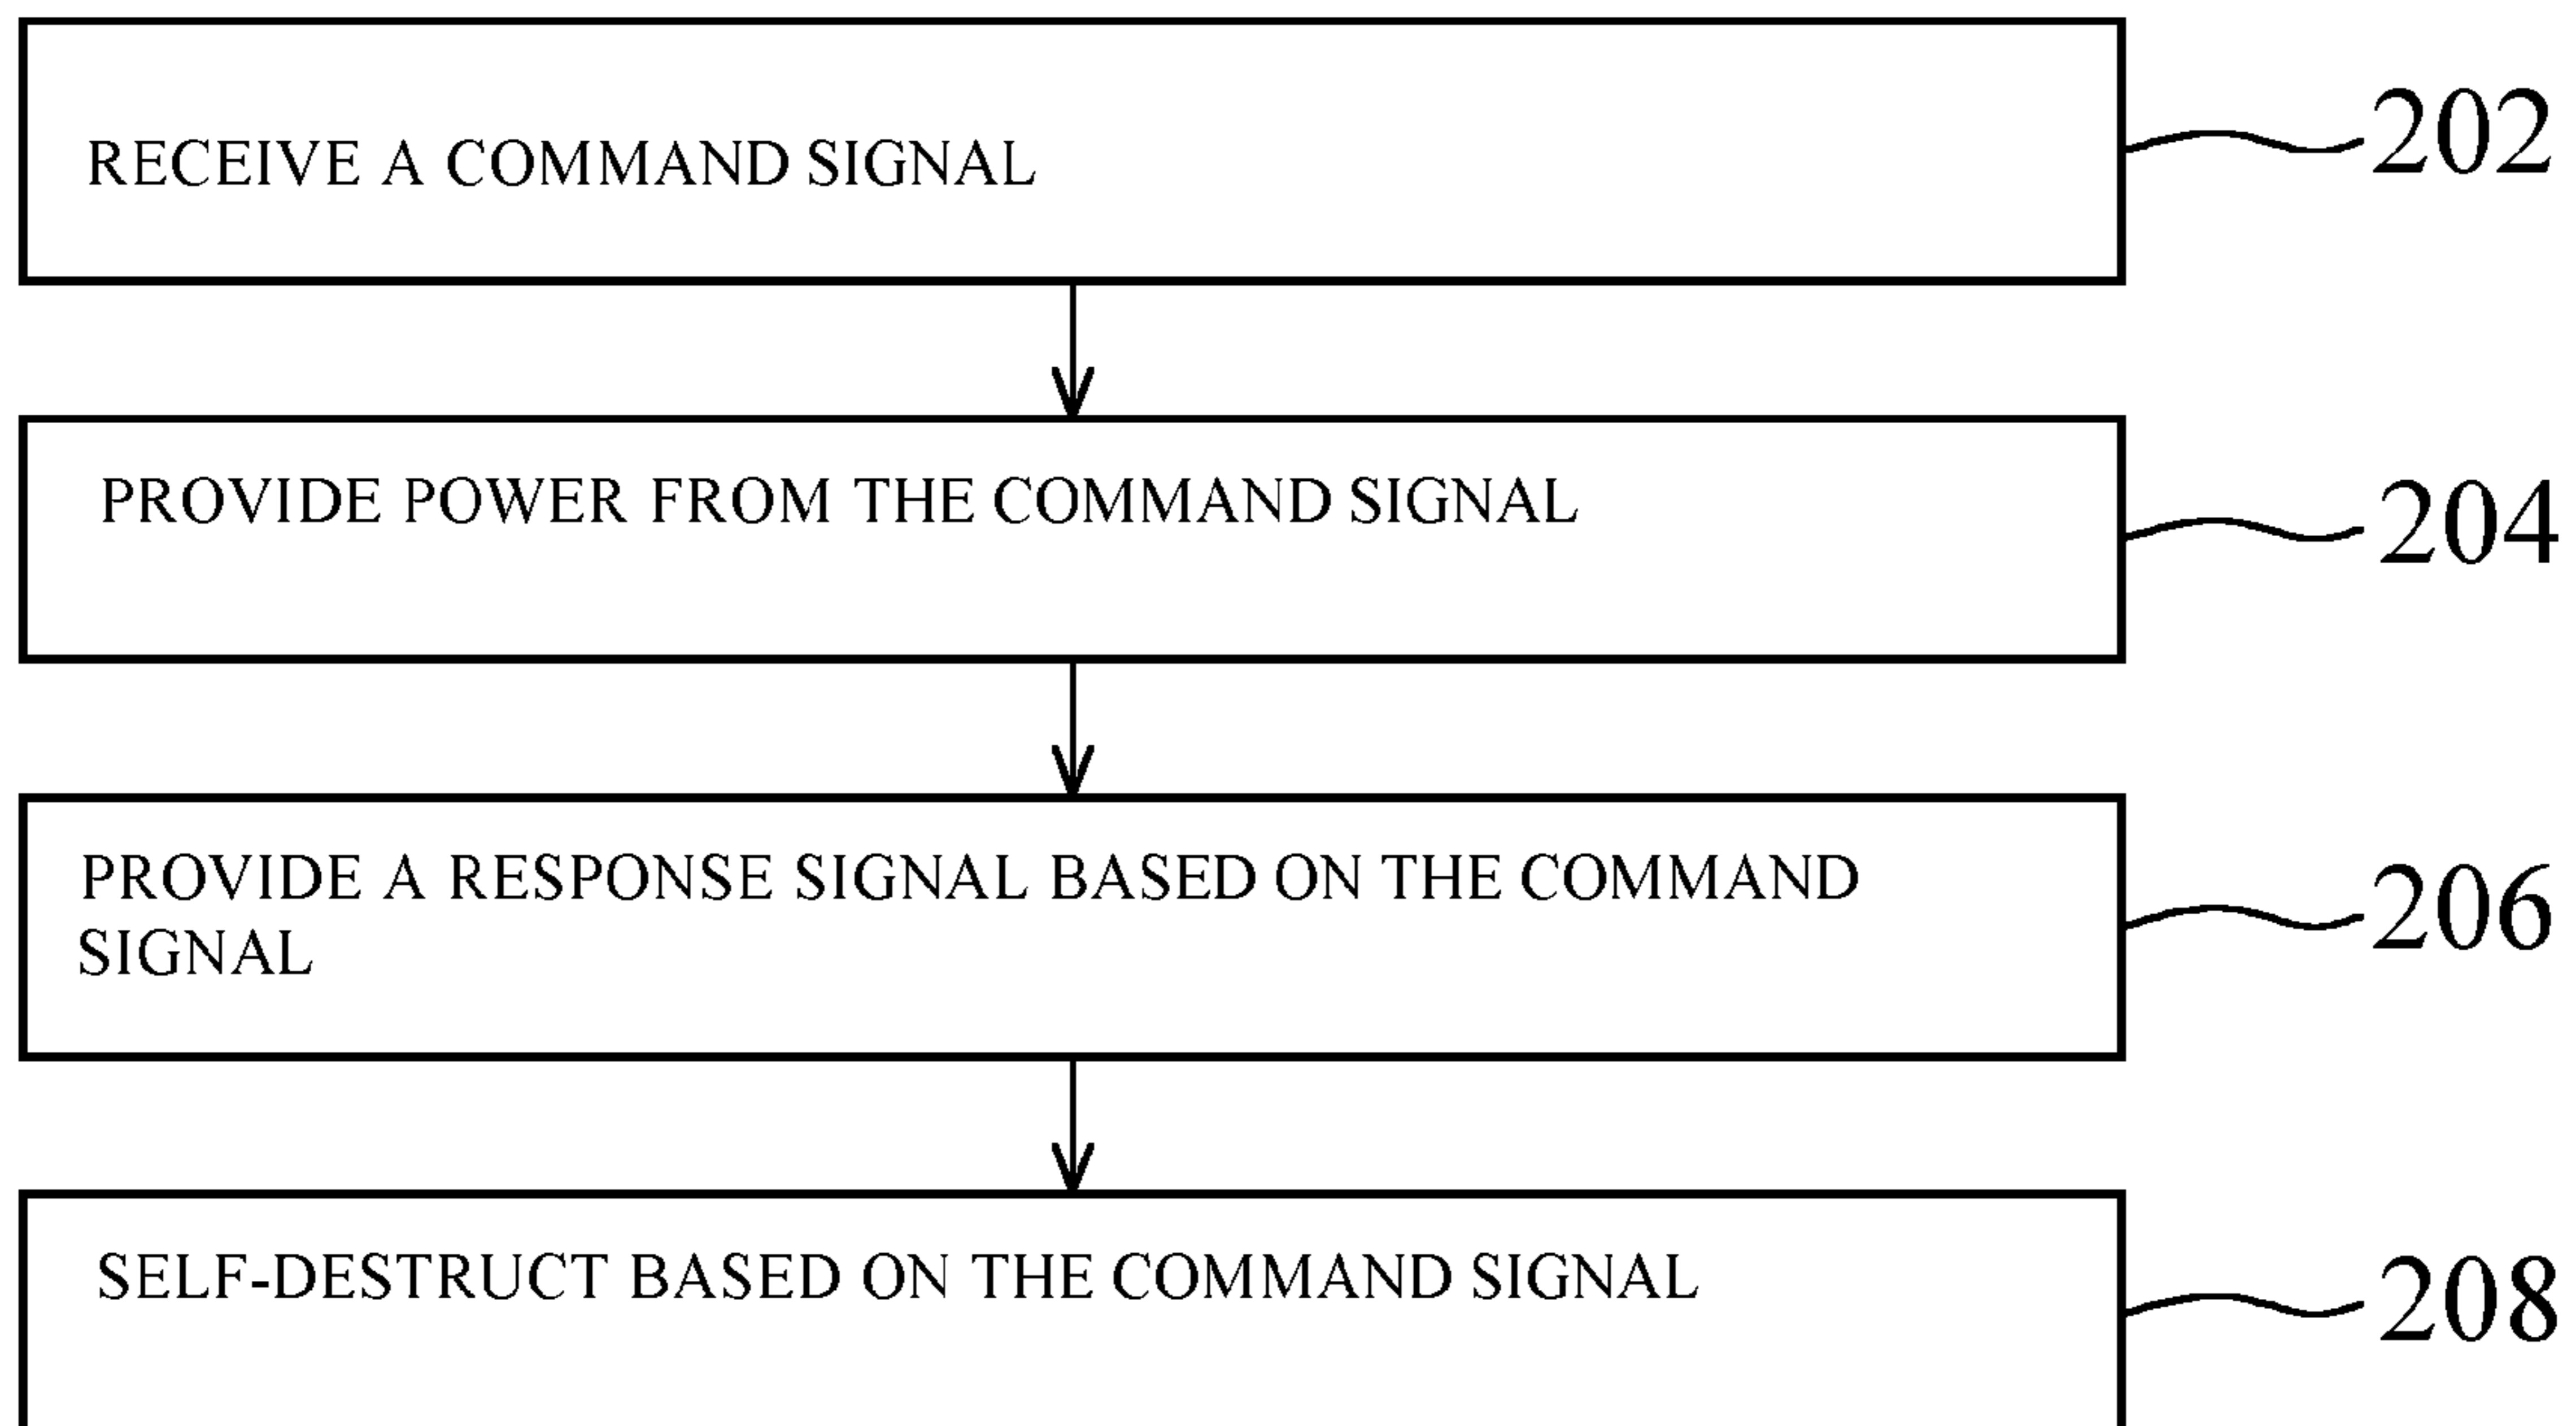 RECEIVE A COMMAND SIGNAL
202
PROVIDE POWER FROM THE COMMAND SIGNAL
204
PROVIDE A RESPONSE SIGNAL BASED ON THE COMMAND
SIGNAL
206
SELF-DESTRUCT BASED ON THE COMMAND SIGNAL
208